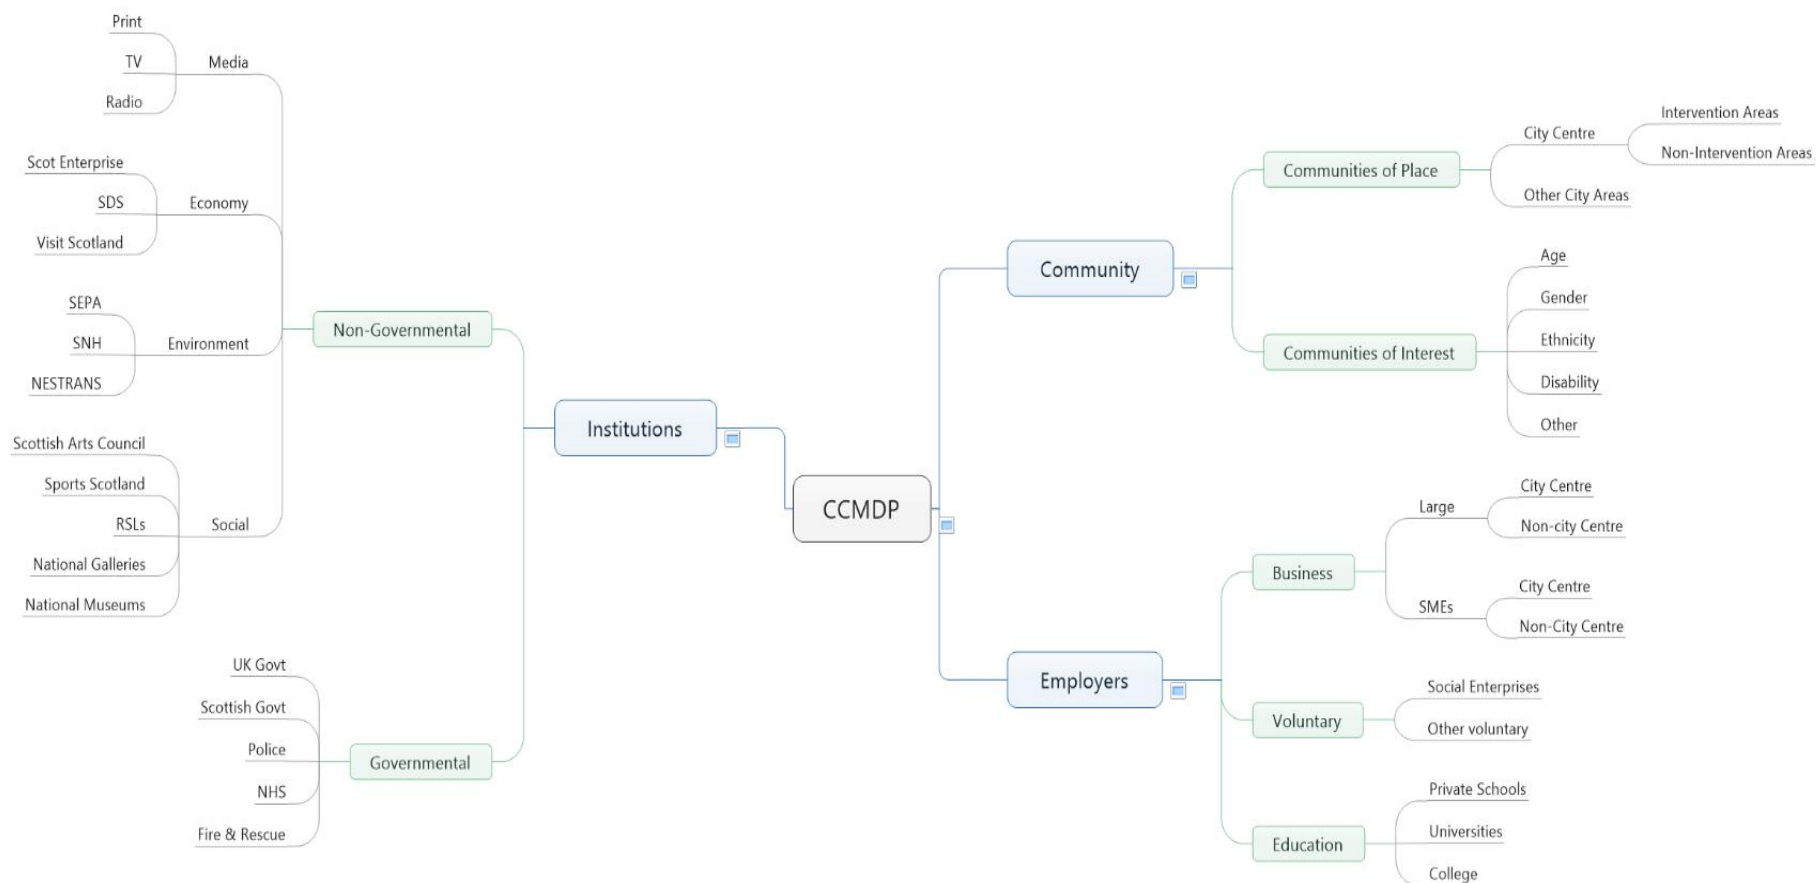 Print
TV
Radio
Media
Scot Enterprise
SDS
Visit Scotland
Economy
SEPA
SNH
NESTRANS
Environment
Scottish Arts Council
Sports Scotland
RSLs
National Galleries
National Museums
Social
Non-Governmental
UK Govt
Scottish Govt
Police
NHS
Fire & Rescue
Governmental
Institutions
CCMDP
Community
Communities of Place
City Centre
Intervention Areas
Non-Intervention Areas
Other City Areas
Communities of Interest
Age
Gender
Ethnicity
Disability
Other
Employers
Business
Large
City Centre
Non-city Centre
SMEs
City Centre
Non-City Centre
Voluntary
Social Enterprises
Other voluntary
Education
Private Schools
Universities
College